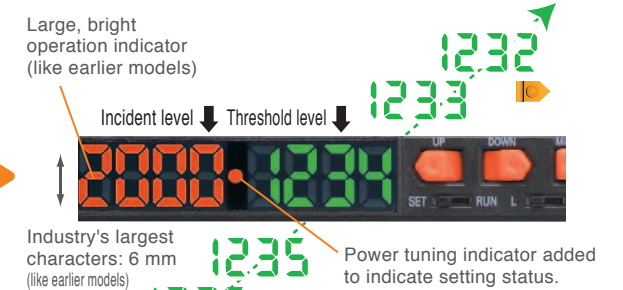 Large, bright
operation indicator
(like earlier models)
1232
1233
Incident level
Threshold level
2000
1234
UP
DOWN
SET
RUN
L
Industry's largest
characters: 6 mm
(like earlier models)
1235
Power tuning indicator added
to indicate setting status.